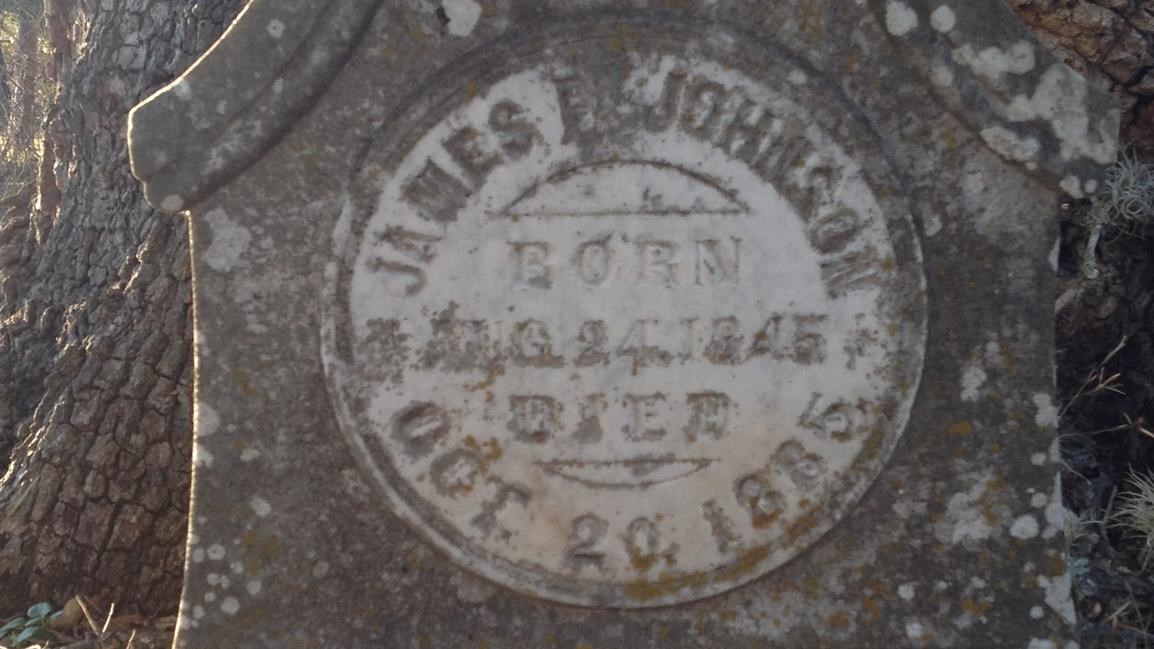 JAMES JOHNSON
BORN
AUG. 24. 1845
DIED
OCT 20. 1885